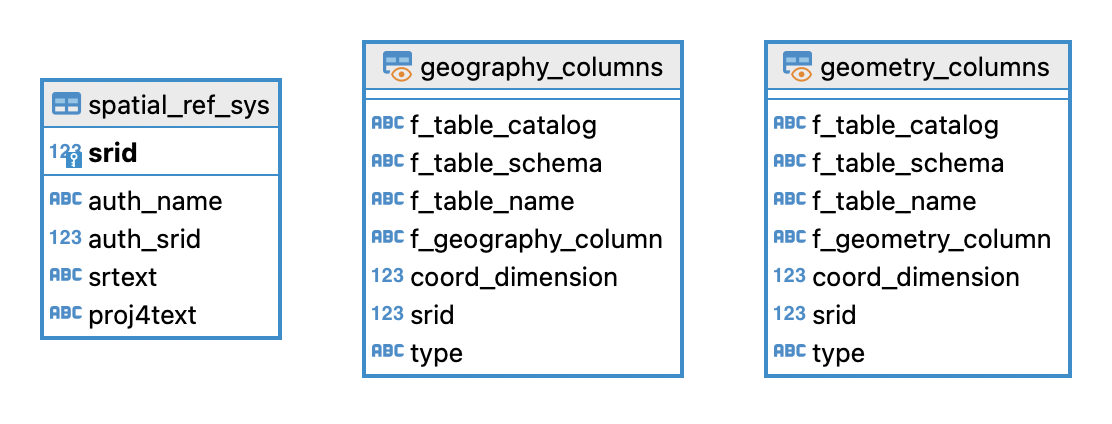 spatial_ref_sys
123 srid
ABC auth_name
123 auth_srid
ABC srtext
ABC proj4text
geography_columns
ABC f_table_catalog
ABC f_table_schema
ABC f_table_name
ABC f_geography_column
123 coord_dimension
123 srid
ABC type
geometry_columns
ABC f_table_catalog
ABC f_table_schema
ABC f_table_name
ABC f_geometry_column
123 coord_dimension
123 srid
ABC type